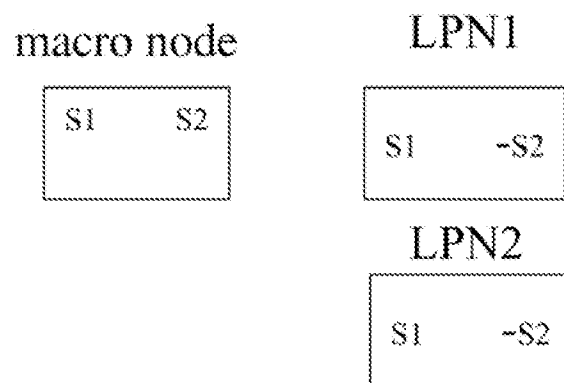 macro node
LPN1
S1 S2
S1 -S2
LPN2
S1 -S2